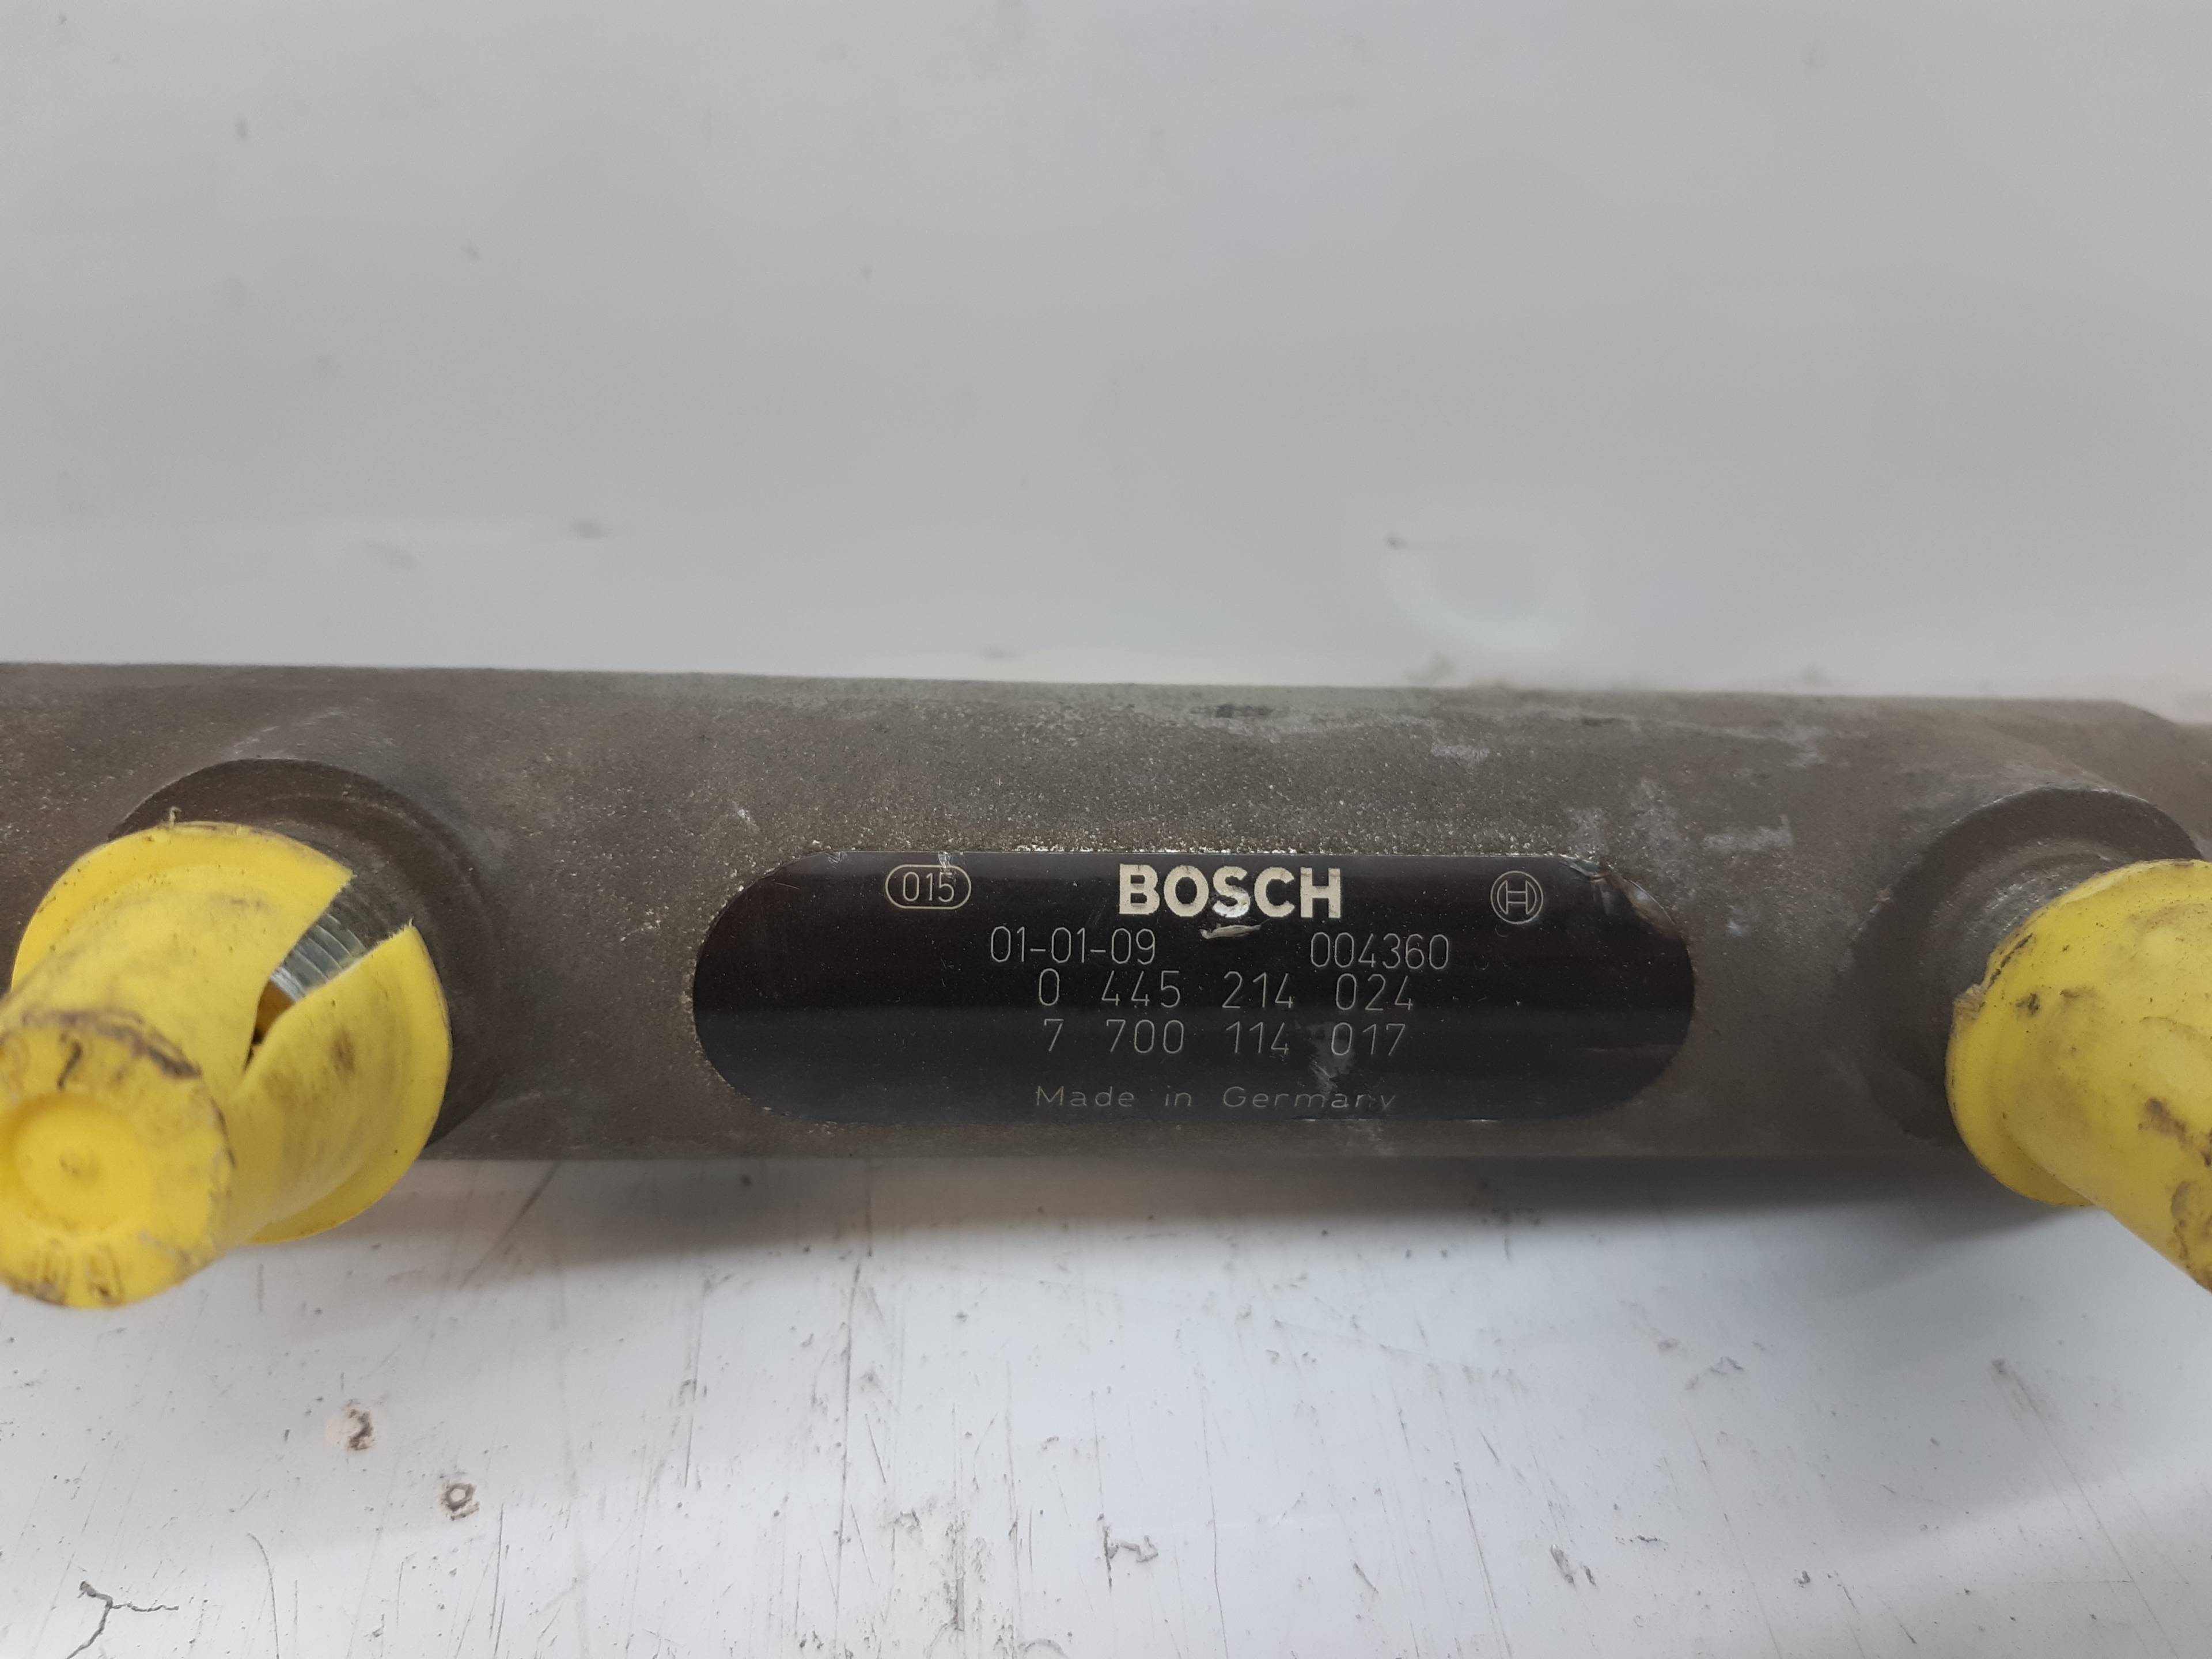 015 BOSCH
01-01-09 004360
0 445 214 024
7 700 114 017
Made in Germany